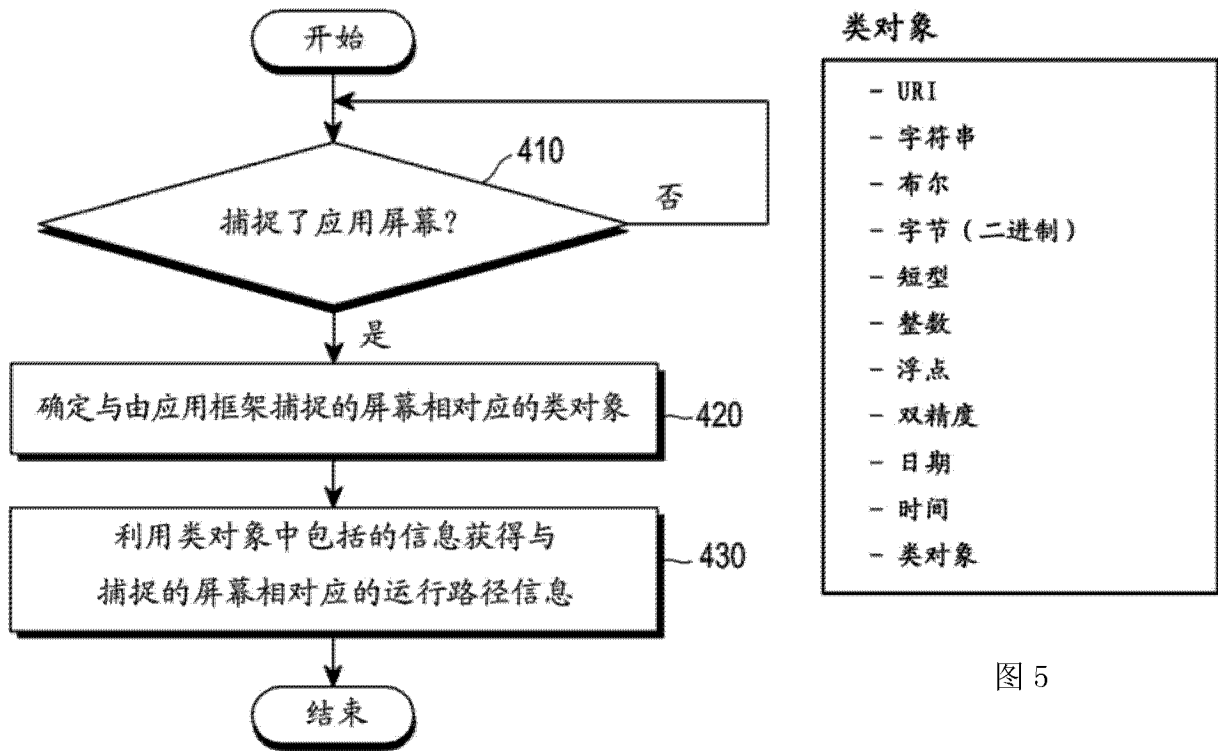 开始
410
捕捉了应用屏幕?
否
是
确定与由应用框架捕捉的屏幕相对应的类对象
420
利用类对象中包括的信息获得与
捕捉的屏幕相对应的运行路径信息
430
结束
类对象
- URI
- 字符串
- 布尔
- 字节(二进制)
- 短型
- 整数
- 浮点
- 双精度
- 日期
- 时间
- 类对象
图 5